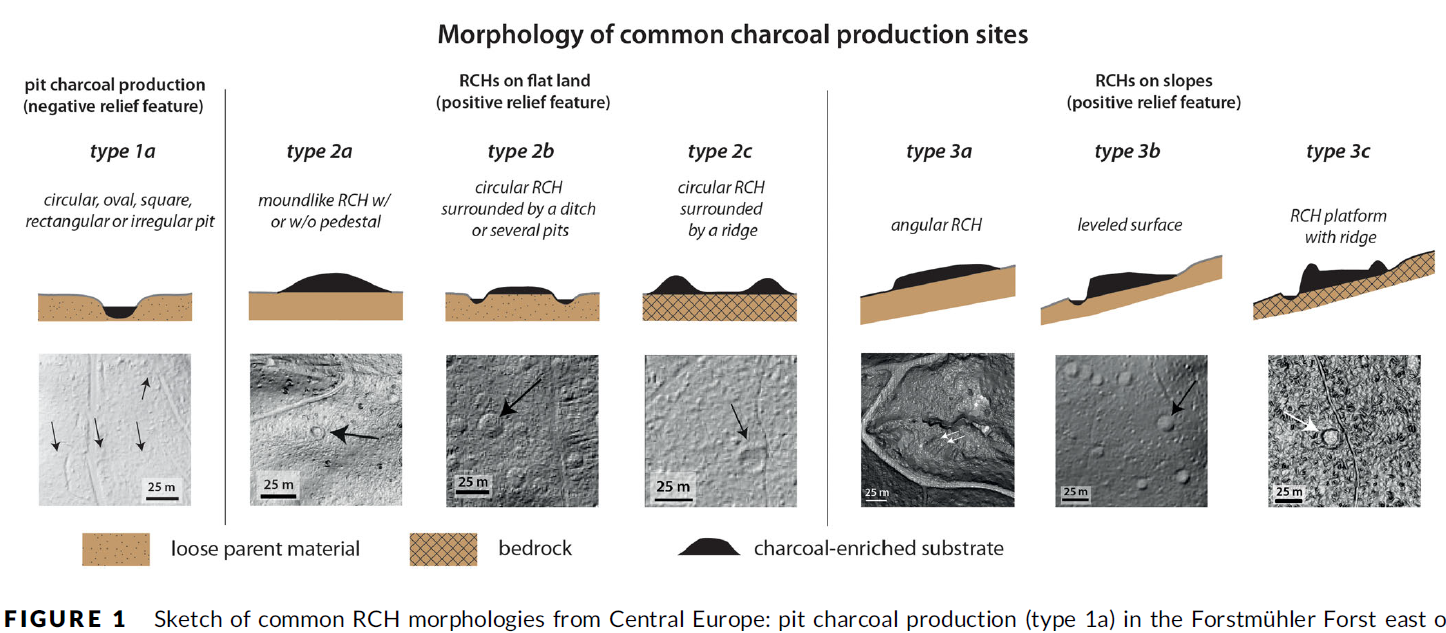 Morphology of common charcoal production sites
pit charcoal production
(negative relief feature)
RCHs on flat land
(positive relief feature)
RCHs on slopes
(positive relief feature)
type 1a
type 2a
type 2b
type 2c
type 3a
type 3b
type 3c
circular, oval, square,
rectangular or irregular pit
moundlike RCH w/
or w/o pedestal
circular RCH
surrounded by a ditch
or several pits
circular RCH
surrounded
by a ridge
angular RCH
leveled surface
RCH platform
with ridge
25 m
25 m
25 m
25 m
25 m
25 m
25 m
loose parent material
bedrock
charcoal-enriched substrate
FIGURE 1 Sketch of common RCH morphologies from Central Europe: pit charcoal production (type 1a) in the Forstmühler Forst east o